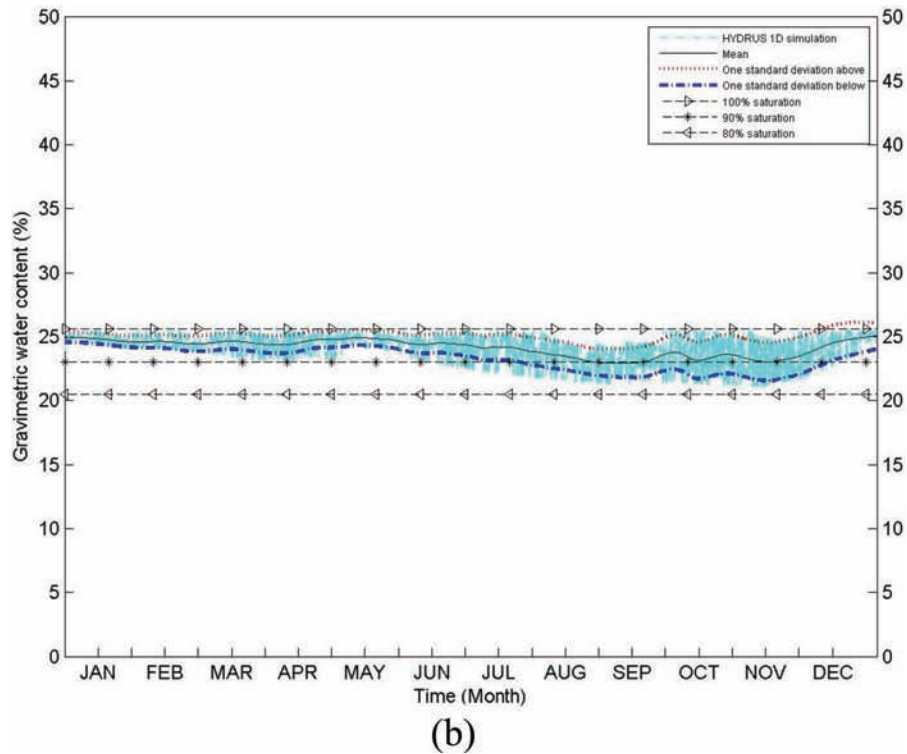 50
45
40
35
30
25
20
15
10
5
0
Gravimetric water content (%)
HYDRUS 1D simulation
Mean
One standard deviation above
One standard deviation below
100% saturation
90% saturation
80% saturation
50
45
40
35
30
25
20
15
10
5
0
JAN FEB MAR APR MAY JUN JUL AUG SEP OCT NOV DEC
Time (Month)
(b)